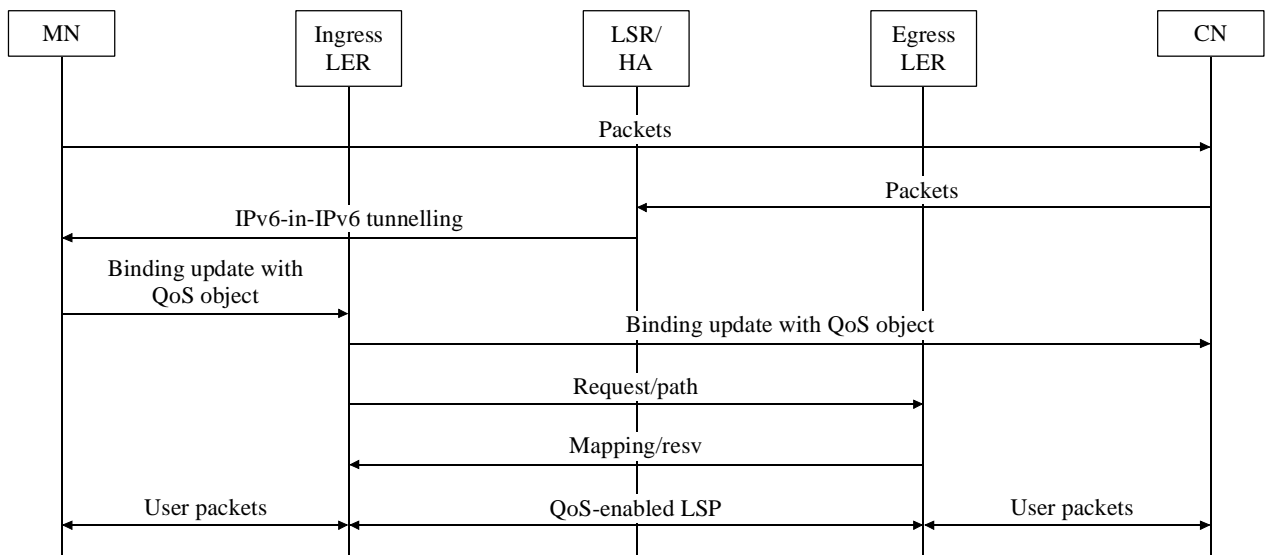 MN
Ingress
LER
LSR/
HA
Egress
LER
CN
Packets
Packets
IPv6-in-IPv6 tunnelling
Binding update with
QoS object
Binding update with QoS object
Request/path
Mapping/resv
User packets
QoS-enabled LSP
User packets